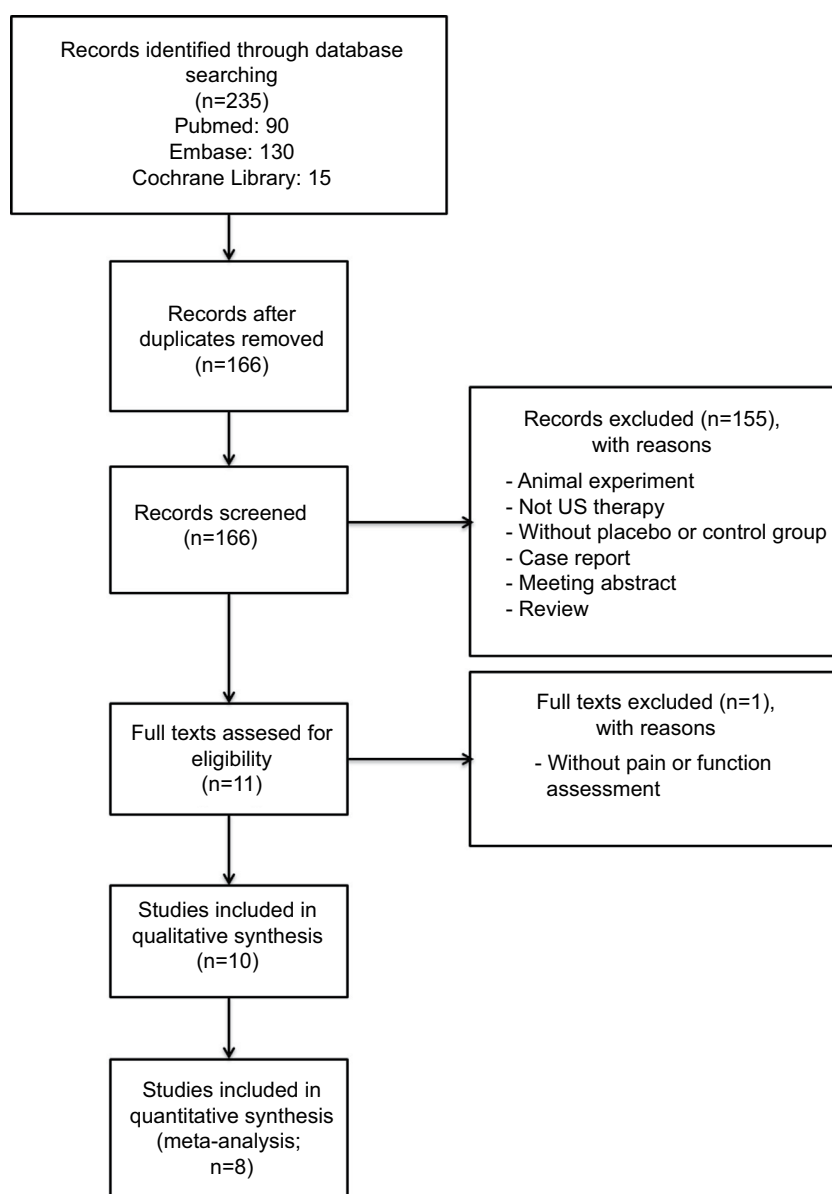 Records identified through database
searching
(n=235)
Pubmed: 90
Embase: 130
Cochrane Library: 15
Records after
duplicates removed
(n=166)
Records screened
(n=166)
Records excluded (n=155),
with reasons
- Animal experiment
- Not US therapy
- Without placebo or control group
- Case report
- Meeting abstract
- Review
Full texts assesed for
eligibility
(n=11)
Full texts excluded (n=1),
with reasons
- Without pain or function
assessment
Studies included in
qualitative synthesis
(n=10)
Studies included in
quantitative synthesis
(meta-analysis;
n=8)